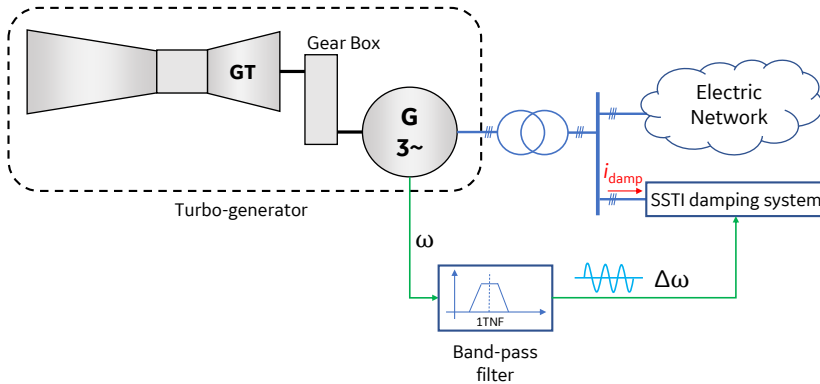 Gear Box
GT
G
3~
Electric
Network
i_damp
SSTI damping system
Turbo-generator
ω
Δω
1TNF
Band-pass
filter